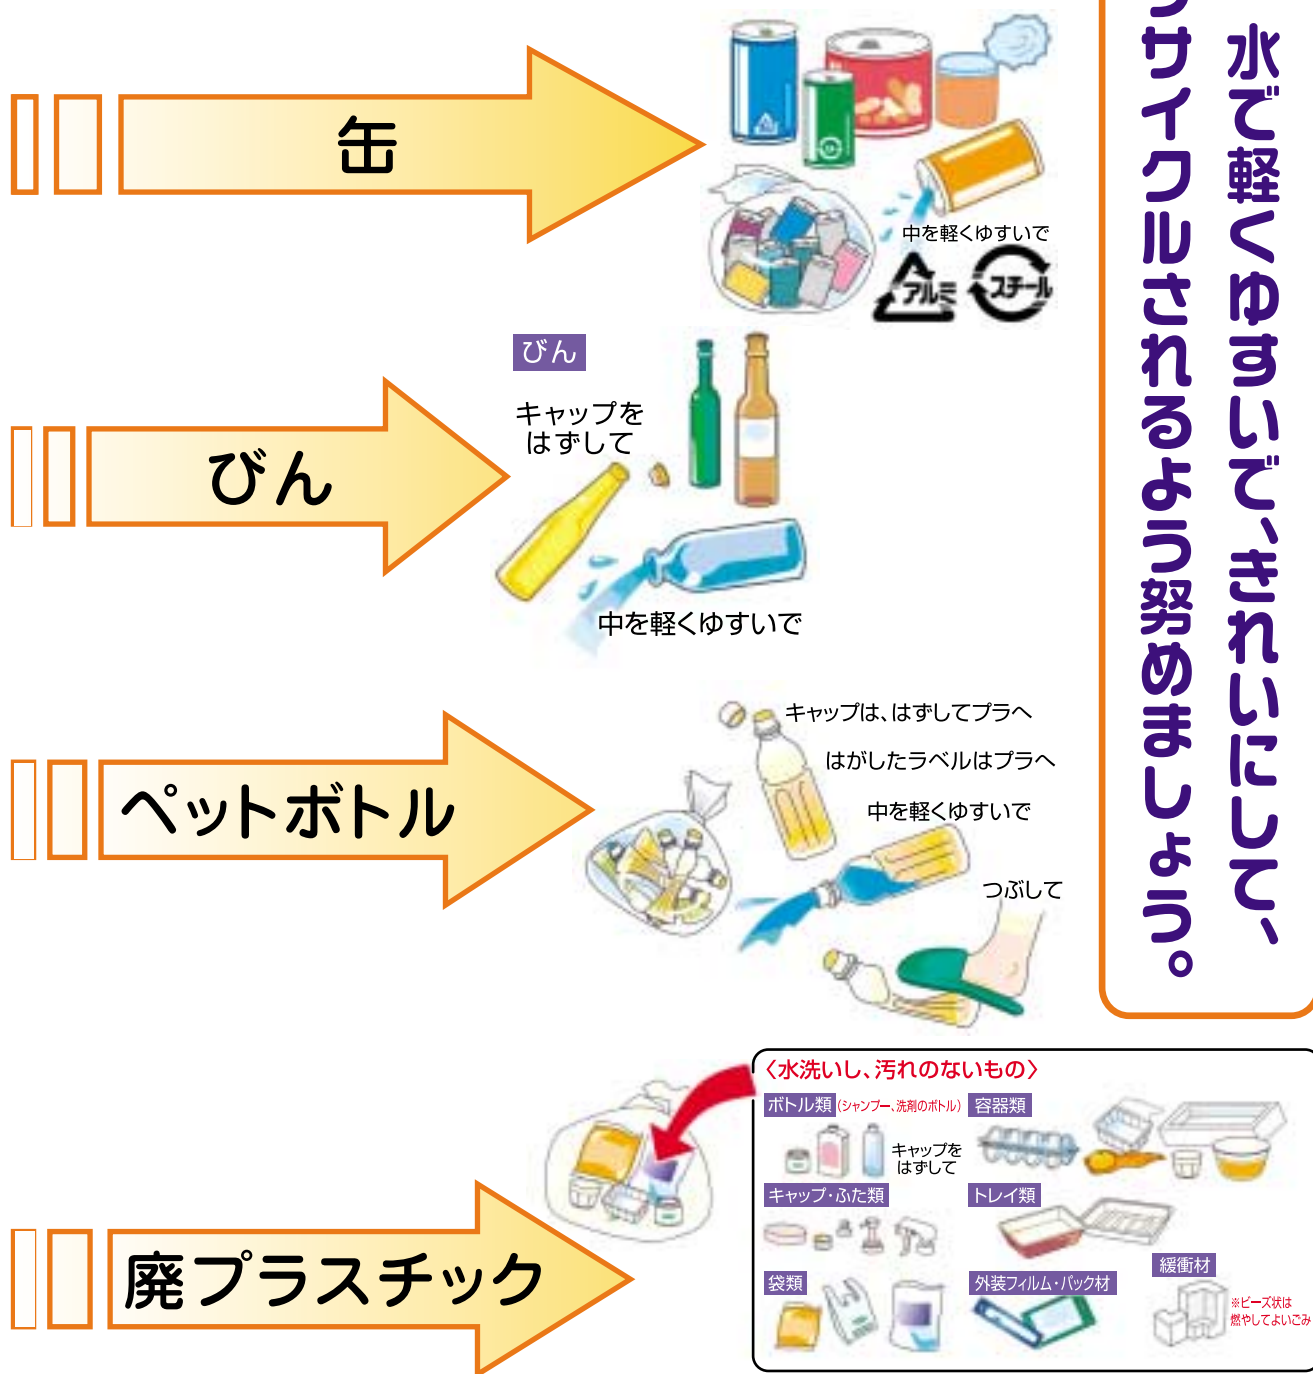 水で軽くゆすいで、きれいにして、
リサイクルされるよう努めましょう。
缶
中を軽くゆすいで
アルミ
スチール
びん
びん
キャップを
はずして
中を軽くゆすいで
ペットボトル
キャップは、はずしてプラへ
はがしたラベルはプラへ
中を軽くゆすいで
つぶして
廃プラスチック
〈水洗いし、汚れのないもの〉
ボトル類(シャンプー、洗剤のボトル)
キャップを
はずして
容器類
キャップ・ふた類
トレイ類
袋類
外装フィルム・パック材
緩衝材
※ビーズ状は
燃やしてよいごみ